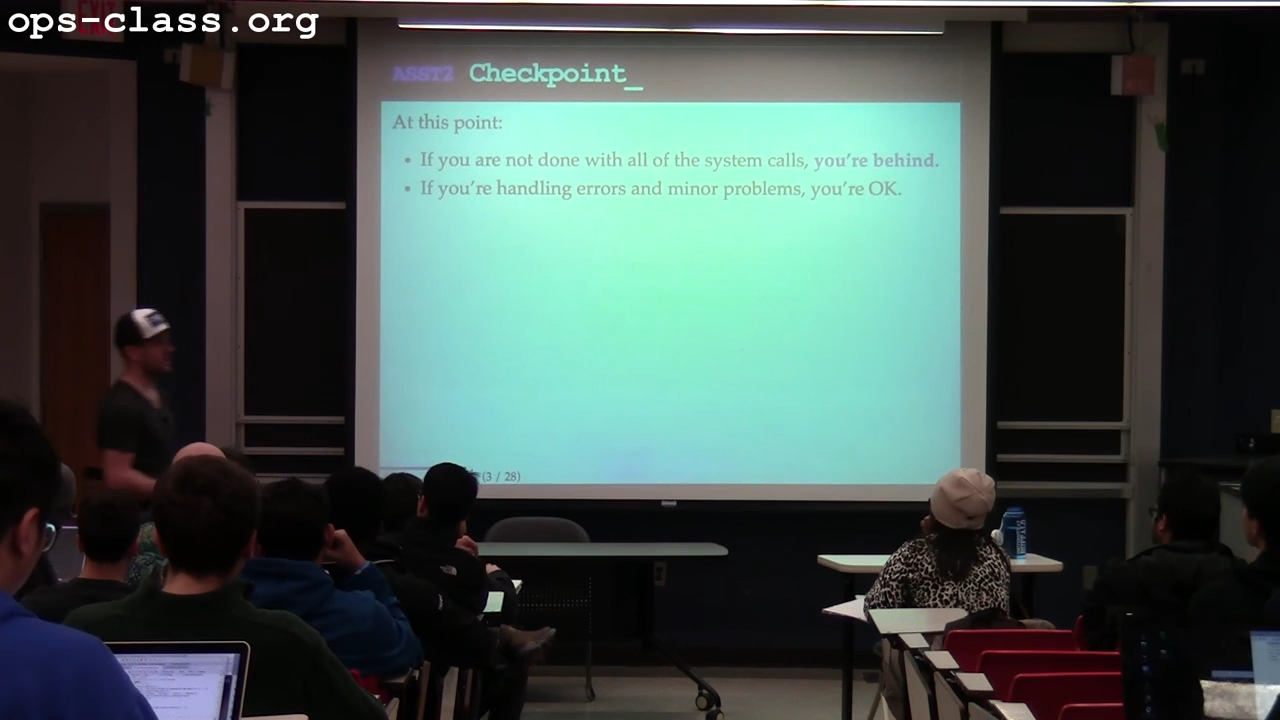 ops-class.org
EXIT
ASST2 Checkpoint_
At this point:
• If you are not done with all of the system calls, you're behind.
• If you're handling errors and minor problems, you're OK.
(3 / 28)